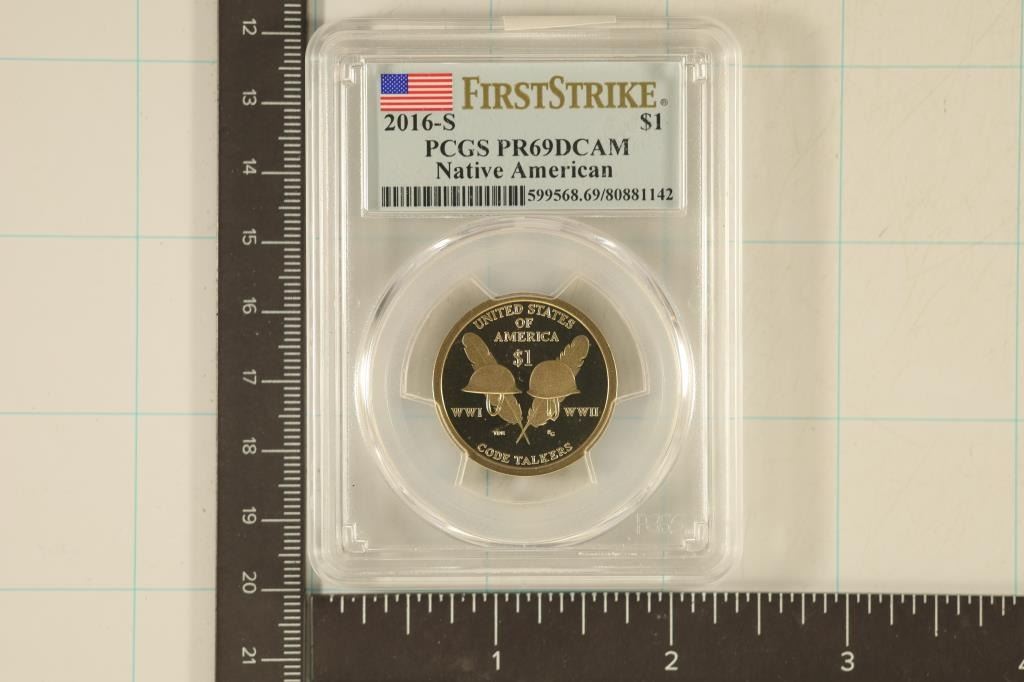 FIRSTSTRIKE®
2016-S $1
PCGS PR69DCAM
Native American
599568.69/80881142
UNITED STATES
OF
AMERICA
$1
WWI WWII
CODE TALKERS
PCGS
12
13
14
15
16
17
18
19
20
21
1 2 3 4